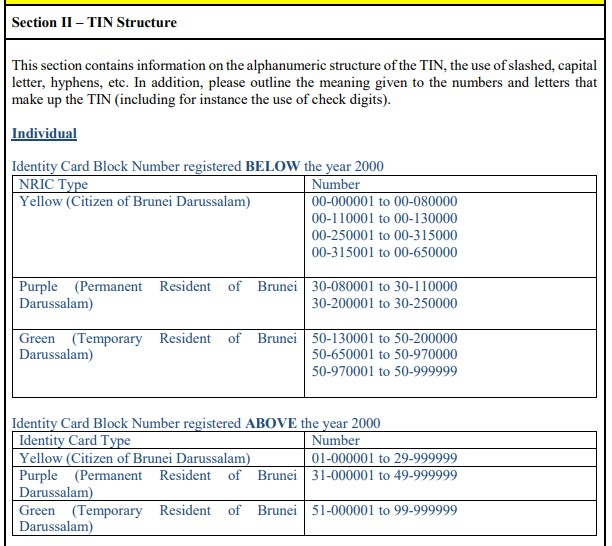 Section II – TIN Structure
This section contains information on the alphanumeric structure of the TIN, the use of slashed, capital
letter, hyphens, etc. In addition, please outline the meaning given to the numbers and letters that
make up the TIN (including for instance the use of check digits).
Individual
Identity Card Block Number registered BELOW the year 2000
NRIC Type Number
Yellow (Citizen of Brunei Darussalam) 00-000001 to 00-080000
00-110001 to 00-130000
00-250001 to 00-315000
00-315001 to 00-650000
Purple (Permanent Resident of Brunei 30-080001 to 30-110000
Darussalam) 30-200001 to 30-250000
Green (Temporary Resident of Brunei 50-130001 to 50-200000
Darussalam) 50-650001 to 50-970000
50-970001 to 50-999999
Identity Card Block Number registered ABOVE the year 2000
Identity Card Type Number
Yellow (Citizen of Brunei Darussalam) 01-000001 to 29-999999
Purple (Permanent Resident of Brunei 31-000001 to 49-999999
Darussalam)
Green (Temporary Resident of Brunei 51-000001 to 99-999999
Darussalam)